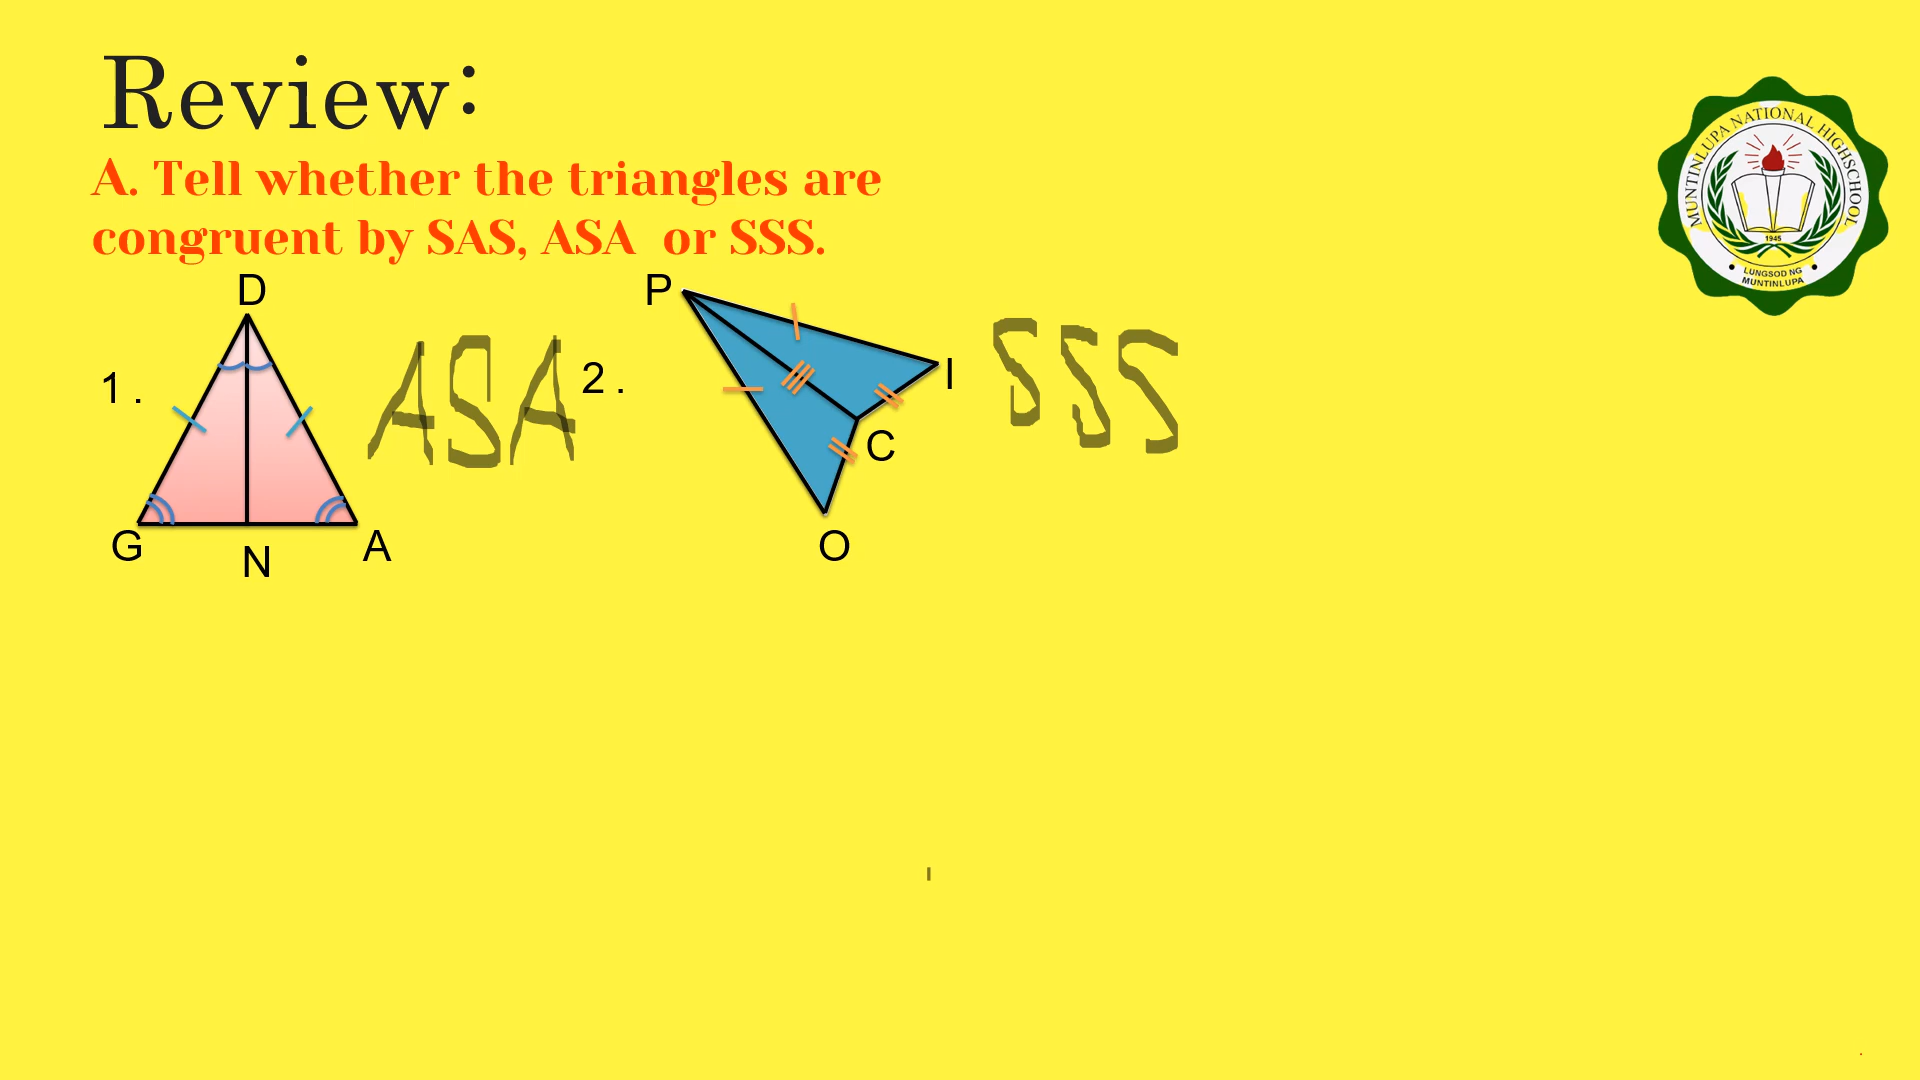 Review:
A. Tell whether the triangles are
congruent by SAS, ASA or SSS.
1.
D
G
N
A
ASA
2.
P
I
C
O
SSS
MUNTINLUPA NATIONAL HIGHSCHOOL
1945
LUNGSOD NG
MUNTINLUPA